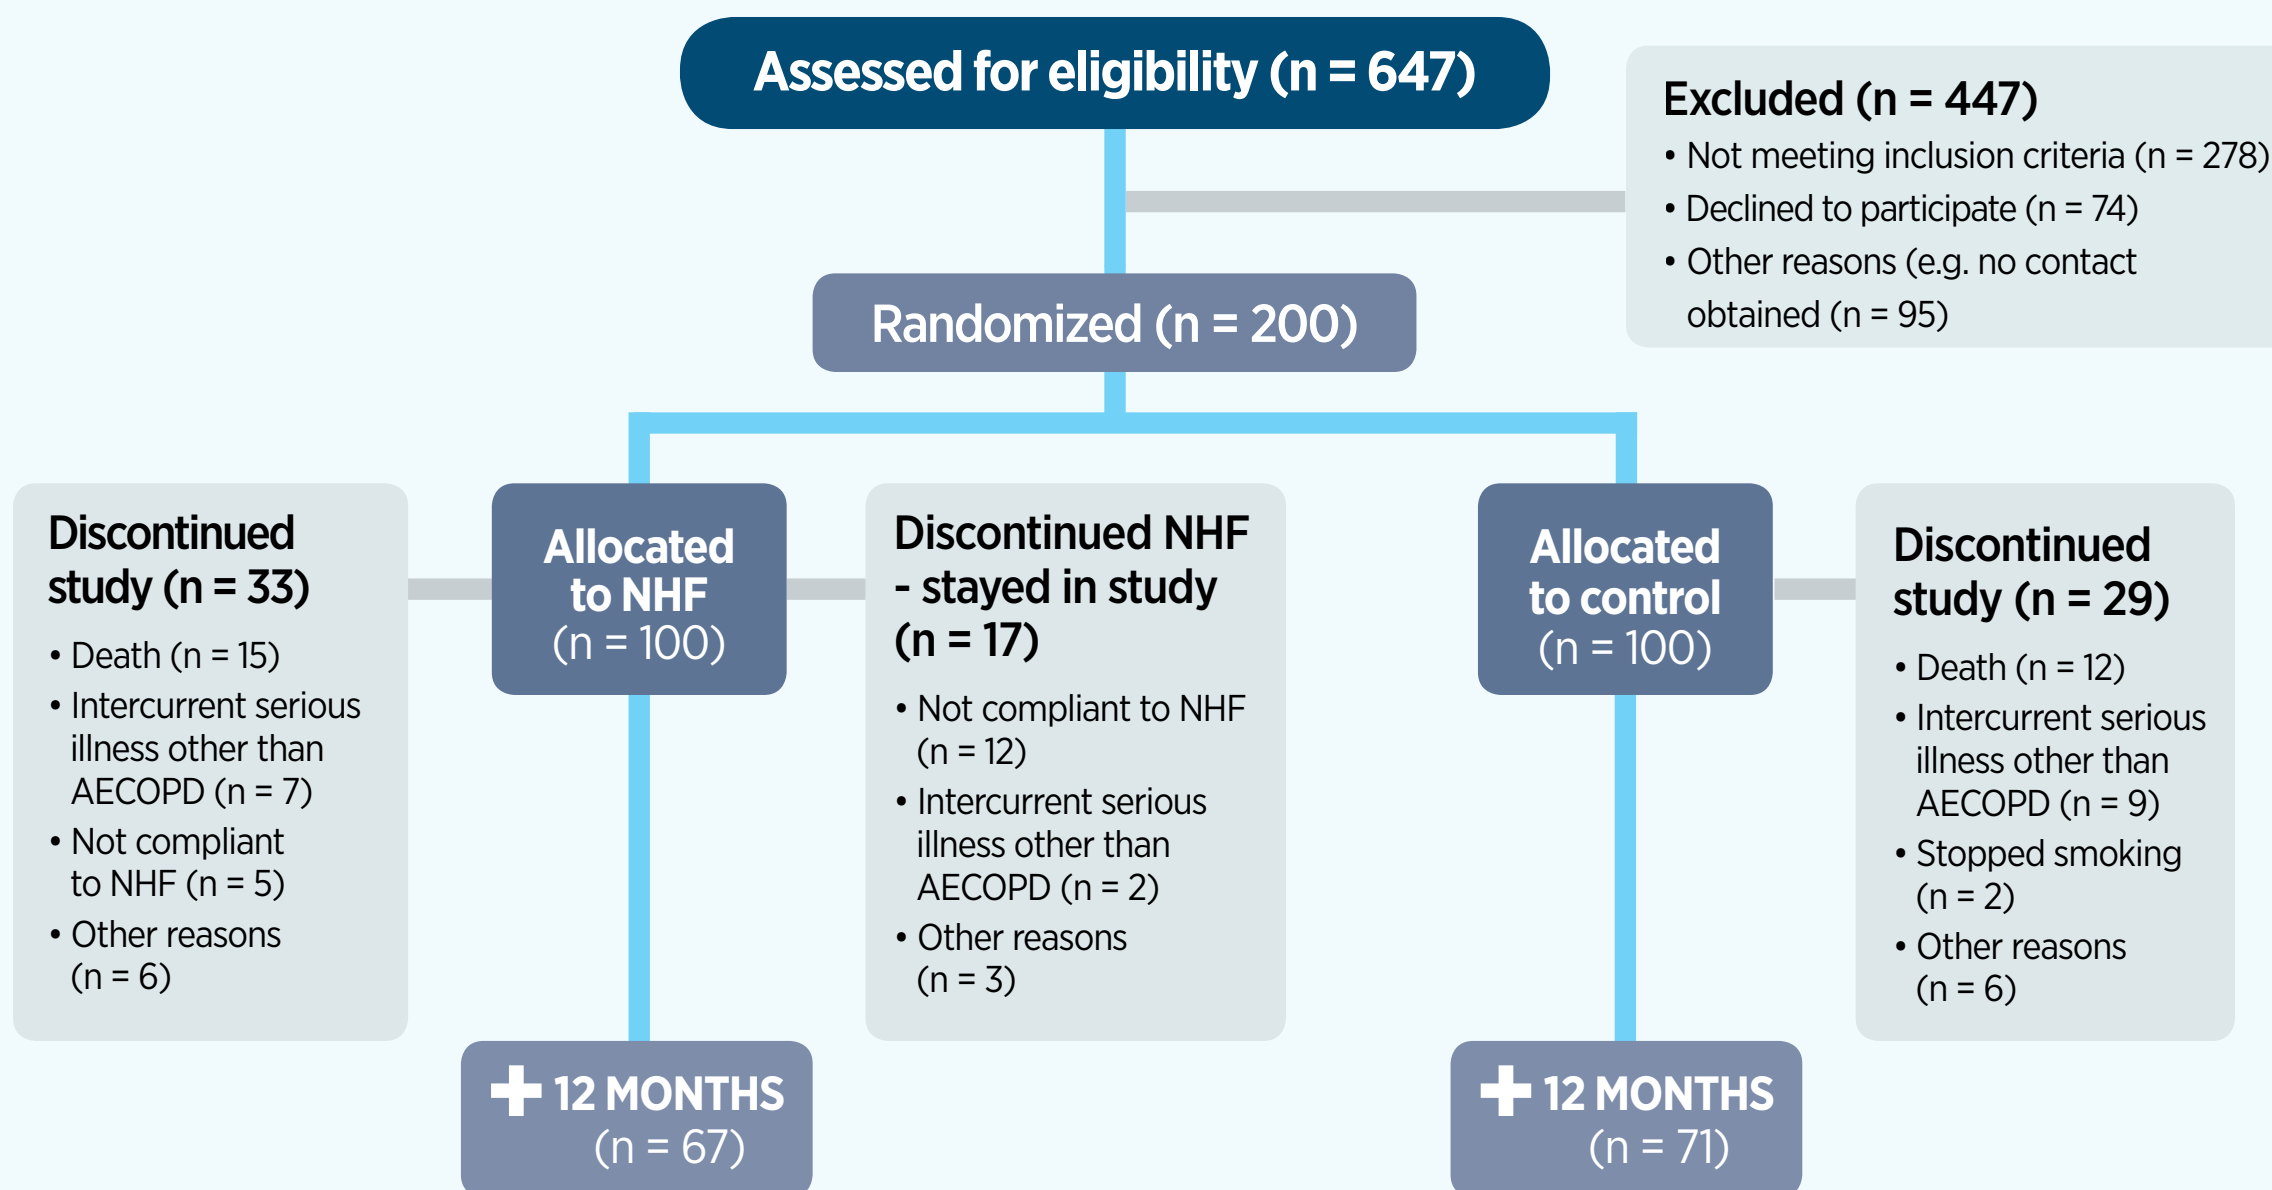 Assessed for eligibility (n = 647)
Excluded (n = 447)
• Not meeting inclusion criteria (n = 278)
• Declined to participate (n = 74)
• Other reasons (e.g. no contact
obtained (n = 95)
Randomized (n = 200)
Discontinued
study (n = 33)
• Death (n = 15)
• Intercurrent serious
illness other than
AECOPD (n = 7)
• Not compliant
to NHF (n = 5)
• Other reasons
(n = 6)
Allocated
to NHF
(n = 100)
Discontinued NHF
- stayed in study
(n = 17)
• Not compliant to NHF
(n = 12)
• Intercurrent serious
illness other than
AECOPD (n = 2)
• Other reasons
(n = 3)
Allocated
to control
(n = 100)
Discontinued
study (n = 29)
• Death (n = 12)
• Intercurrent serious
illness other than
AECOPD (n = 9)
• Stopped smoking
(n = 2)
• Other reasons
(n = 6)
+ 12 MONTHS
(n = 67)
+ 12 MONTHS
(n = 71)